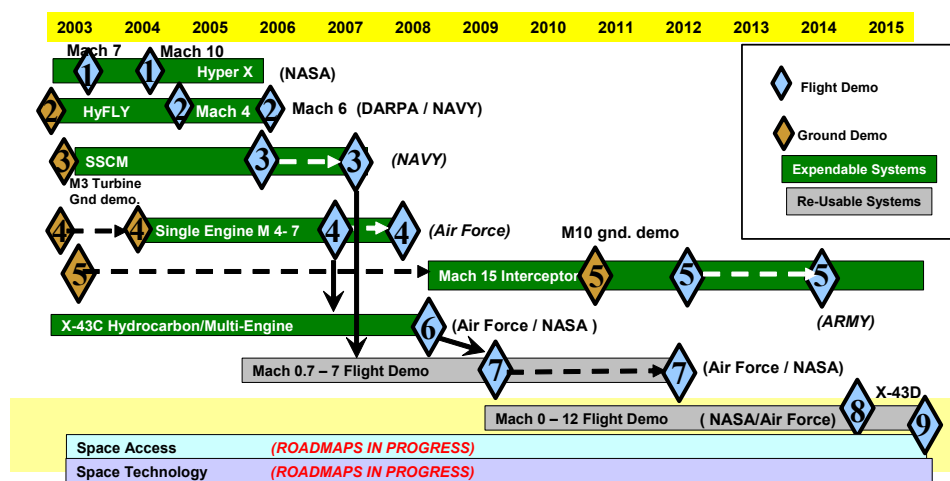 2003 2004 2005 2006 2007 2008 2009 2010 2011 2012 2013 2014 2015
Mach 7 Mach 10
1 1 Hyper X (NASA)
Flight Demo
2 HyFLY 2 Mach 4 2 Mach 6 (DARPA / NAVY)
Ground Demo
3 SSCM 3 3 (NAVY)
Expendable Systems
M3 Turbine
Gnd demo.
Re-Usable Systems
4 4 Single Engine M 4- 7 4 4 (Air Force)
M10 gnd. demo
5 Mach 15 Interceptor 5 5 5
(ARMY)
X-43C Hydrocarbon/Multi-Engine 6 (Air Force / NASA )
Mach 0.7 – 7 Flight Demo 7 7 (Air Force / NASA)
X-43D
Mach 0 – 12 Flight Demo ( NASA/Air Force) 8 9
Space Access (ROADMAPS IN PROGRESS)
Space Technology (ROADMAPS IN PROGRESS)